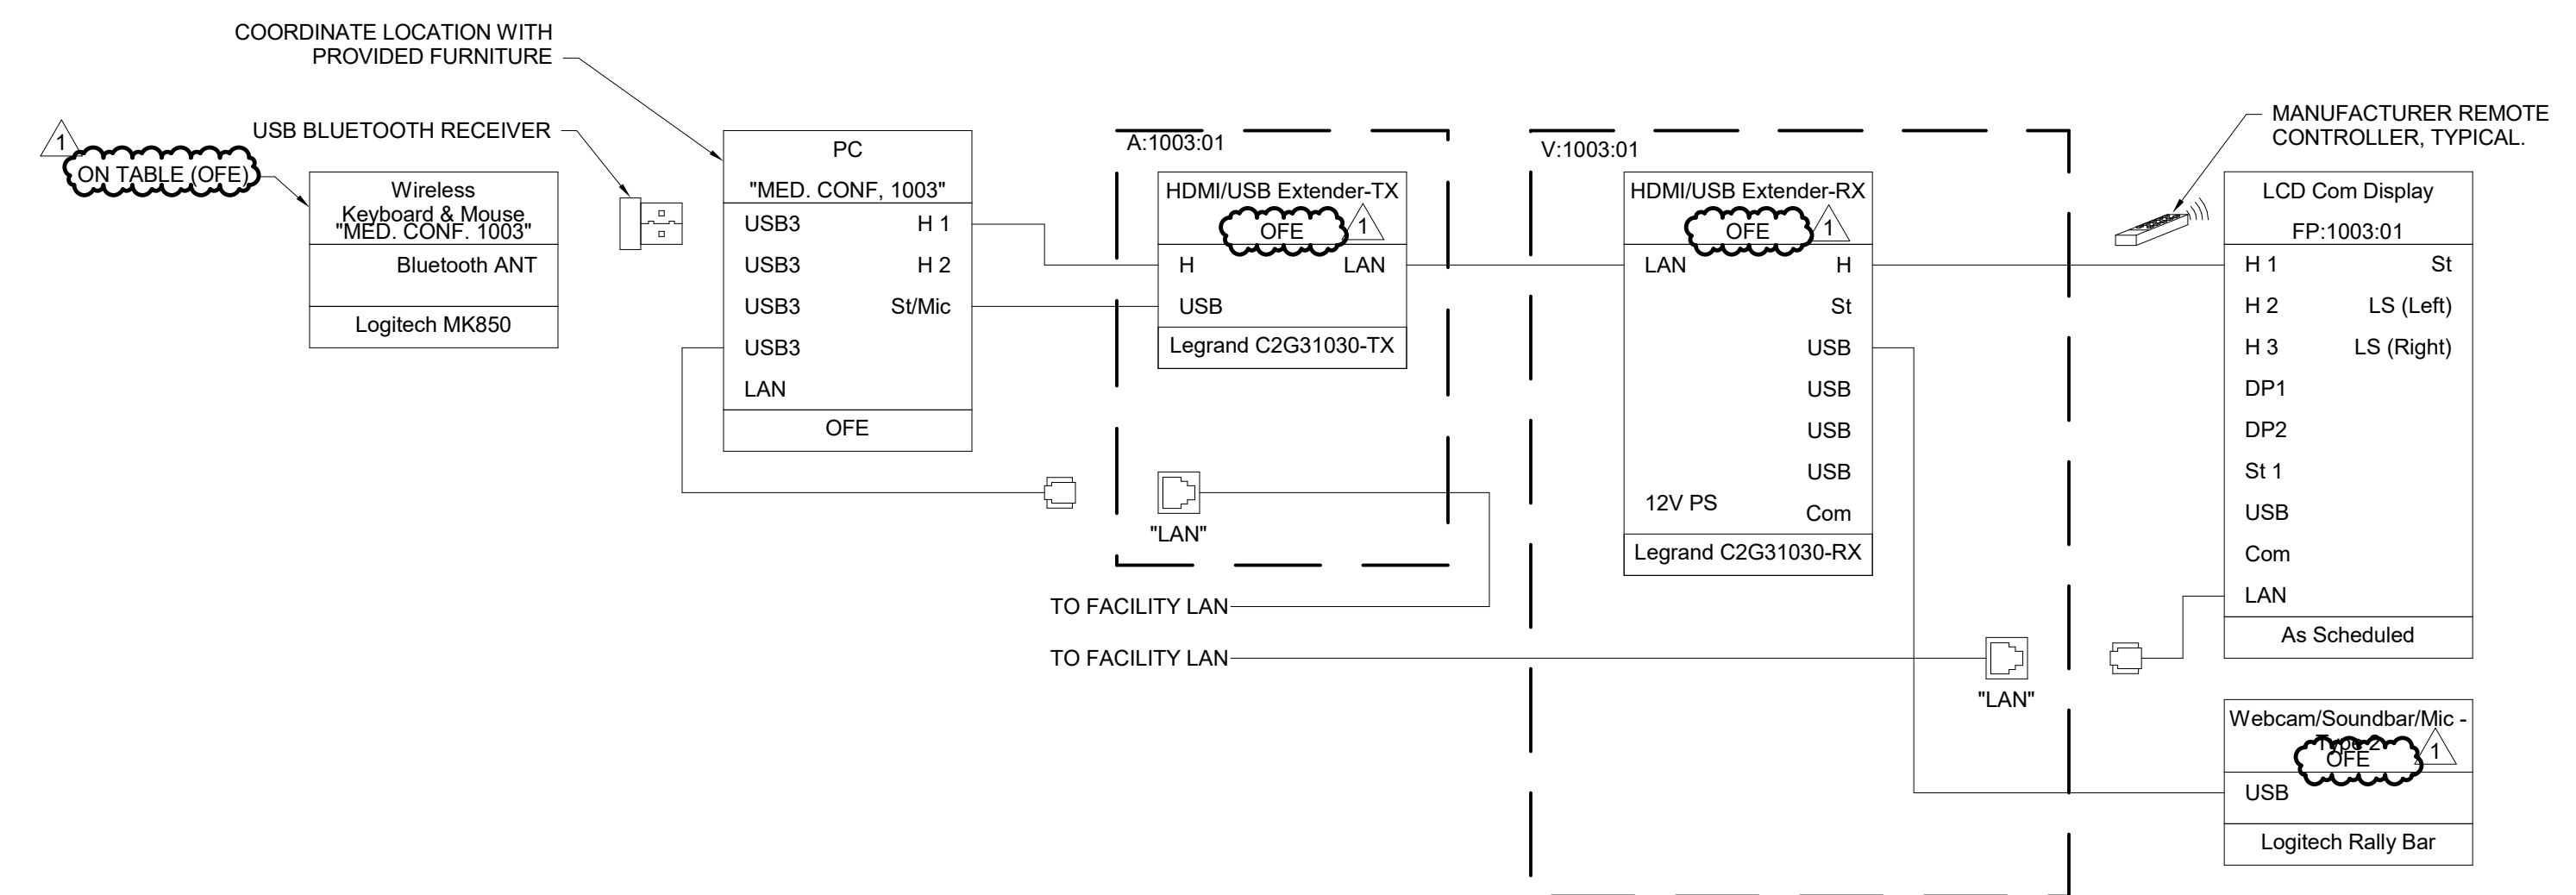 COORDINATE LOCATION WITH
PROVIDED FURNITURE
USB BLUETOOTH RECEIVER
1
ON TABLE (OFE)
Wireless
Keyboard & Mouse
"MED. CONF. 1003"
Bluetooth ANT
Logitech MK850
PC
"MED. CONF, 1003"
USB3 H 1
USB3 H 2
USB3 St/Mic
USB3
LAN
OFE
A:1003:01
HDMI/USB Extender-TX
OFE 1
H LAN
USB
Legrand C2G31030-TX
"LAN"
TO FACILITY LAN
TO FACILITY LAN
V:1003:01
HDMI/USB Extender-RX
OFE 1
LAN H
St
USB
USB
USB
USB
12V PS
Com
Legrand C2G31030-RX
"LAN"
MANUFACTURER REMOTE
CONTROLLER, TYPICAL.
LCD Com Display
FP:1003:01
H 1 St
H 2 LS (Left)
H 3 LS (Right)
DP1
DP2
St 1
USB
Com
LAN
As Scheduled
Webcam/Soundbar/Mic -
Type 2
OFE 1
USB
Logitech Rally Bar